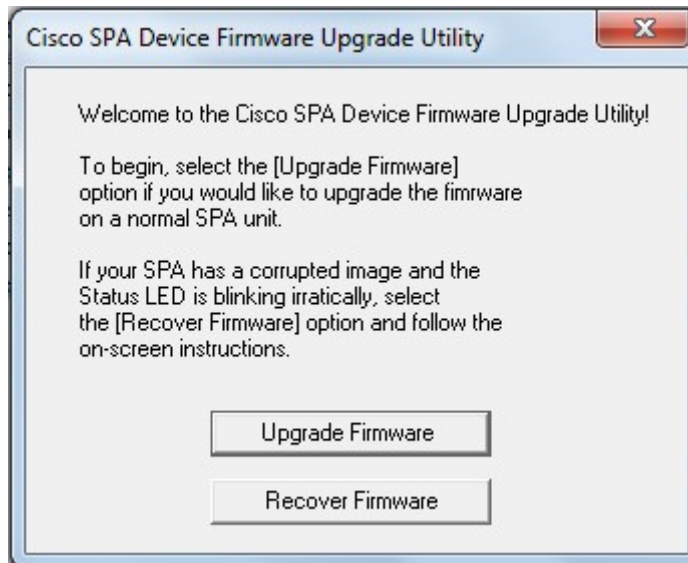 Cisco SPA Device Firmware Upgrade Utility
Welcome to the Cisco SPA Device Firmware Upgrade Utility!
To begin, select the [Upgrade Firmware]
option if you would like to upgrade the fimrware
on a normal SPA unit.
If your SPA has a corrupted image and the
Status LED is blinking irratically, select
the [Recover Firmware] option and follow the
on-screen instructions.
Upgrade Firmware
Recover Firmware